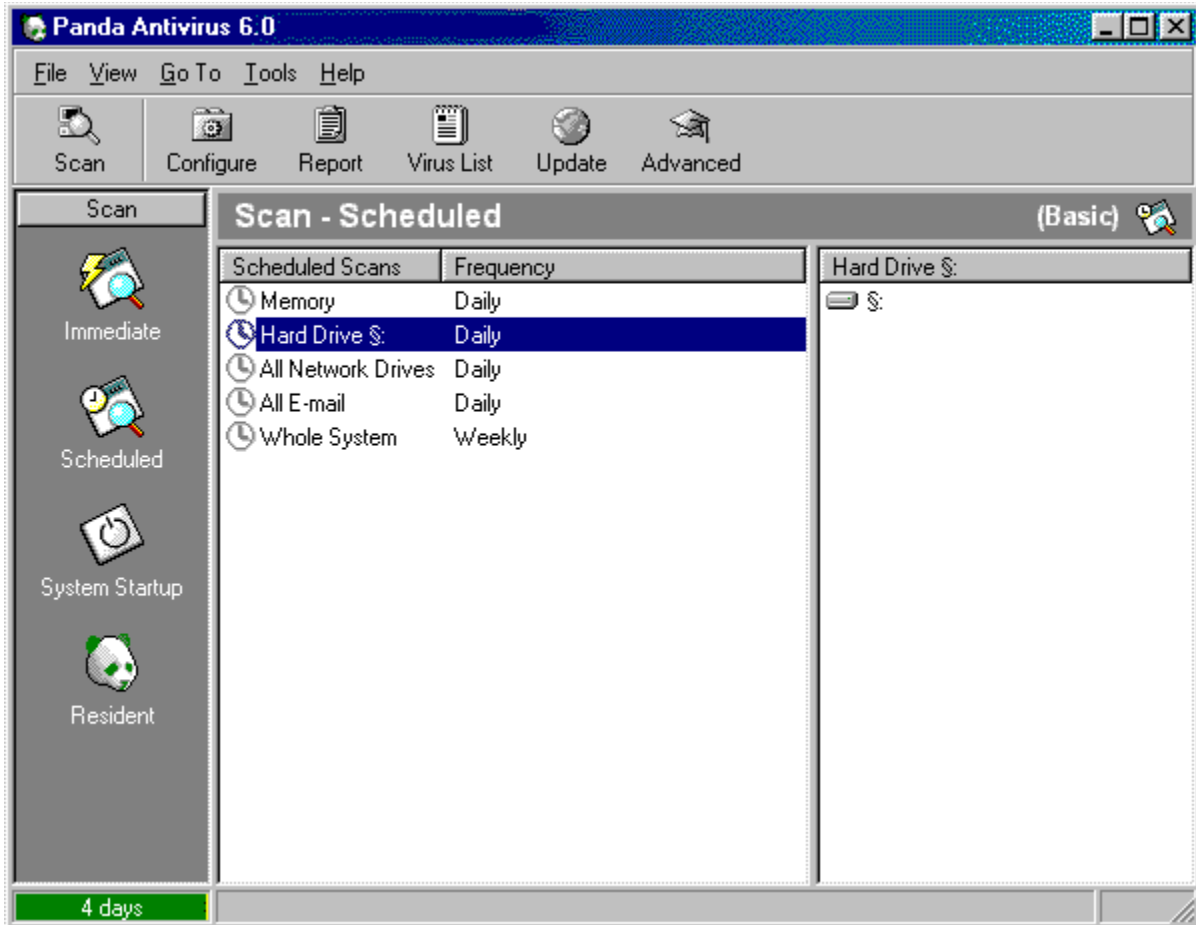 Panda Antivirus 6.0
File View Go To Tools Help
Scan Configure Report Virus List Update Advanced
Scan
Immediate
Scheduled
System Startup
Resident
4 days
Scan - Scheduled (Basic)
Scheduled Scans Frequency
Memory Daily
Hard Drive §: Daily
All Network Drives Daily
All E-mail Daily
Whole System Weekly
Hard Drive §:
§: